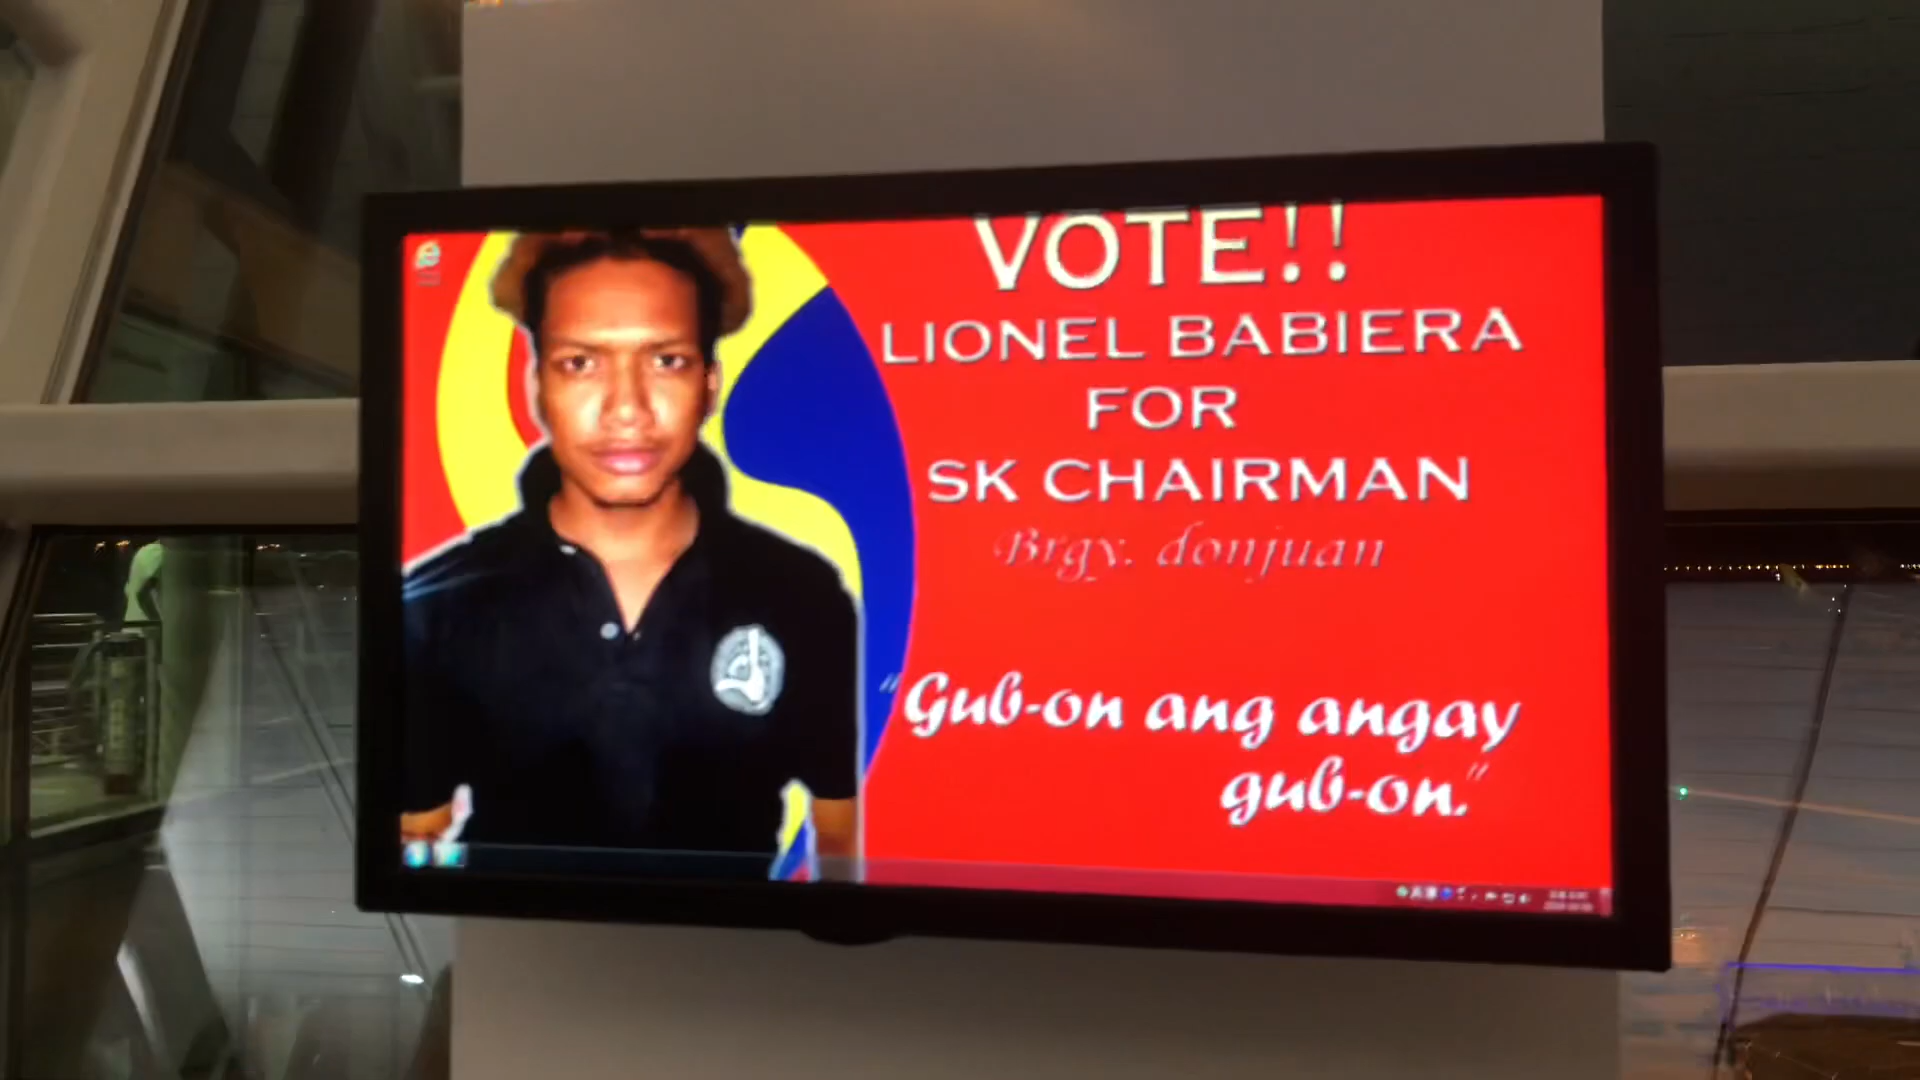 VOTE!!
LIONEL BABIERA
FOR
SK CHAIRMAN
Brgy. donjuan
"Gub-on ang angay
gub-on."